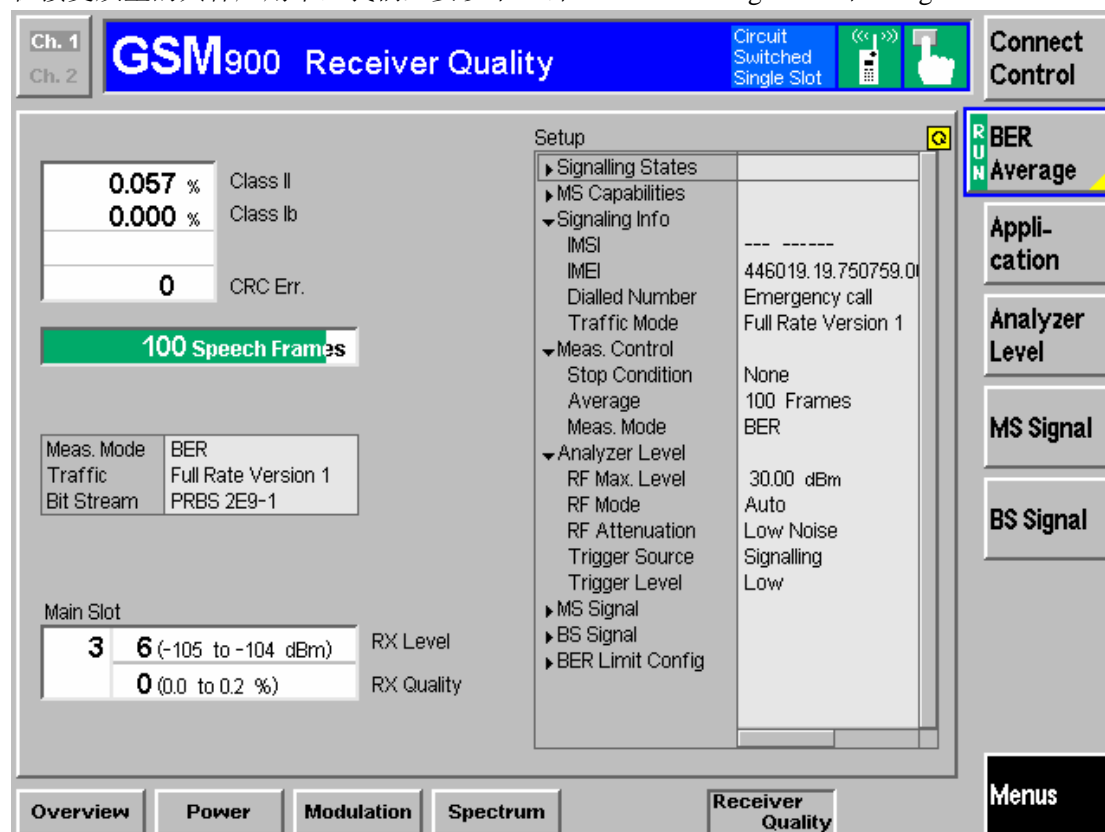 Ch. 1
Ch. 2
GSM900 Receiver Quality
Circuit
Switched
Single Slot
Connect
Control
0.057 % Class II
0.000 % Class Ib
0 CRC Err.
100 Speech Frames
Meas. Mode BER
Traffic Full Rate Version 1
Bit Stream PRBS 2E9-1
Main Slot
3 6 (-105 to -104 dBm) RX Level
0 (0.0 to 0.2 %) RX Quality
Setup
Signalling States
MS Capabilities
Signaling Info
IMSI --- ------
IMEI 446019.19.750759.0
Dialled Number Emergency call
Traffic Mode Full Rate Version 1
Meas. Control
Stop Condition None
Average 100 Frames
Meas. Mode BER
Analyzer Level
RF Max. Level 30.00 dBm
RF Mode Auto
RF Attenuation Low Noise
Trigger Source Signalling
Trigger Level Low
MS Signal
BS Signal
BER Limit Config
RUN
BER
Average
Appli-
cation
Analyzer
Level
MS Signal
BS Signal
Menus
Overview Power Modulation Spectrum Receiver
Quality